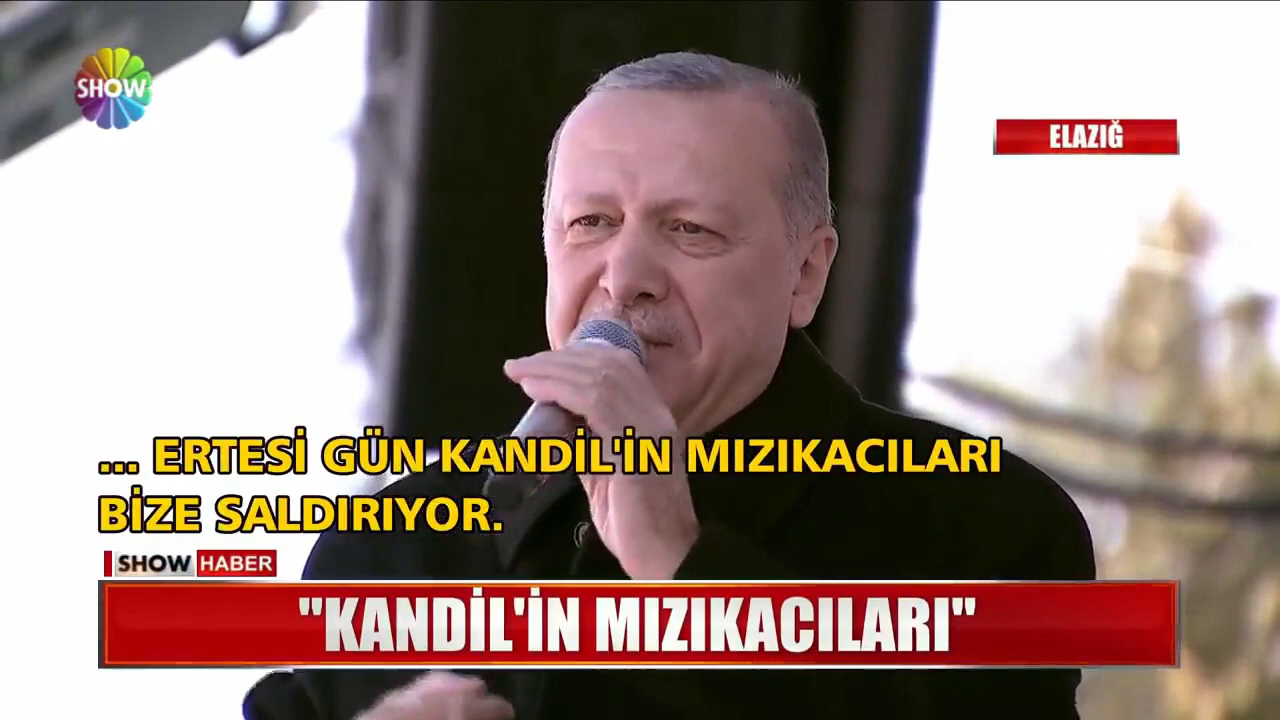 SHOW
ELAZIĞ
... ERTESİ GÜN KANDİL'İN MIZIKACILARI
BİZE SALDIRIYOR.
SHOW HABER
"KANDİL'İN MIZIKACILARI"